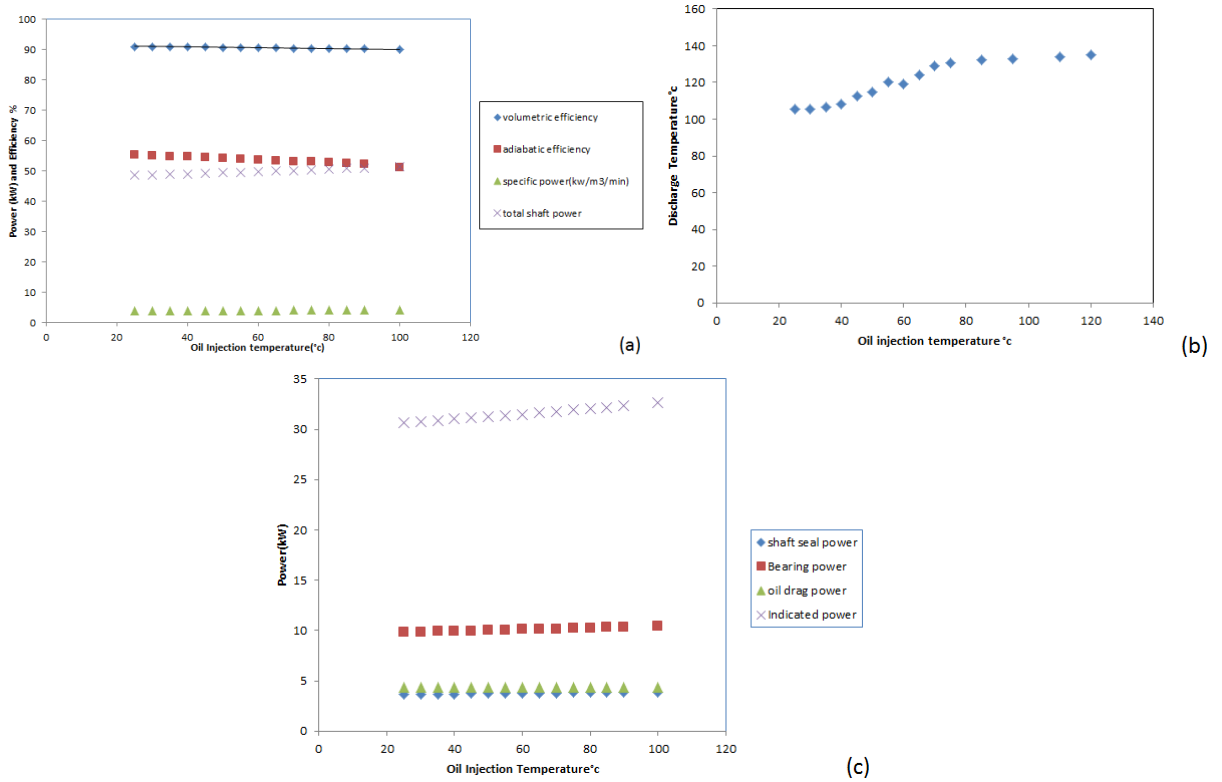 100
90
80
70
60
50
40
30
20
10
0
Power (kW) and Efficiency %
0
20
40
60
80
100
120
Oil Injection temperature(°c)
volumetric efficiency
adiabatic efficiency
specific power(kw/m3/min)
total shaft power
(a)
160
140
120
100
80
60
40
20
0
Discharge Temperature°c
0
20
40
60
80
100
120
140
Oil injection temperature °c
(b)
35
30
25
20
15
10
5
0
Power(kW)
0
20
40
60
80
100
120
Oil Injection Temperature°c
shaft seal power
Bearing power
oil drag power
Indicated power
(c)